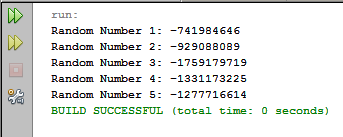 run:
Random Number 1: -741984646
Random Number 2: -929088089
Random Number 3: -1759179719
Random Number 4: -1331173225
Random Number 5: -1277716614
BUILD SUCCESSFUL (total time: 0 seconds)